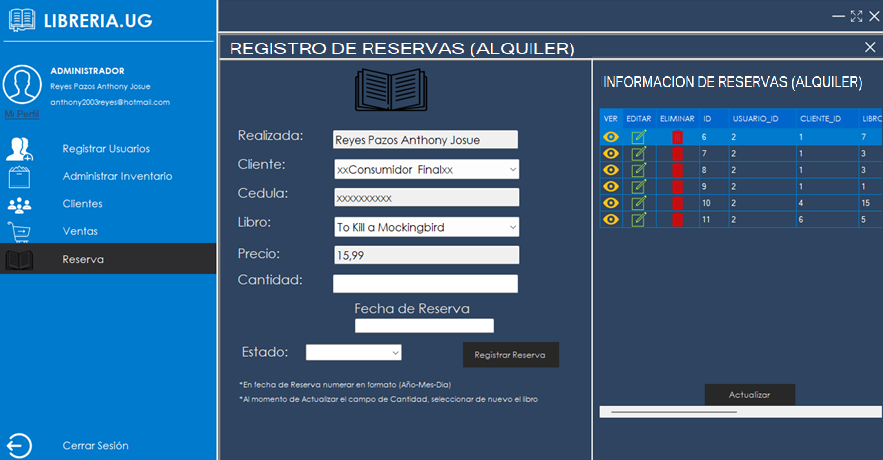 LIBRERIA.UG
ADMINISTRADOR
Reyes Pazos Anthony Josue
anthony2003reyes@hotmail.com
Mi Perfil
Registrar Usuarios
Administrar Inventario
Clientes
Ventas
Reserva
Cerrar Sesión
REGISTRO DE RESERVAS (ALQUILER)
Realizada: Reyes Pazos Anthony Josue
Cliente: xxConsumidor Finalxx
Cedula: xxxxxxxxxx
Libro: To Kill a Mockingbird
Precio: 15,99
Cantidad:
Fecha de Reserva
Estado:
Registrar Reserva
*En fecha de Reserva numerar en formato (Año-Mes-Dia)
*Al momento de Actualizar el campo de Cantidad, seleccionar de nuevo el libro
INFORMACION DE RESERVAS (ALQUILER)
VER EDITAR ELIMINAR ID USUARIO_ID CLIENTE_ID LIBRO
6 2 1 7
7 2 1 3
8 2 1 3
9 2 1 1
10 2 4 15
11 2 6 5
Actualizar